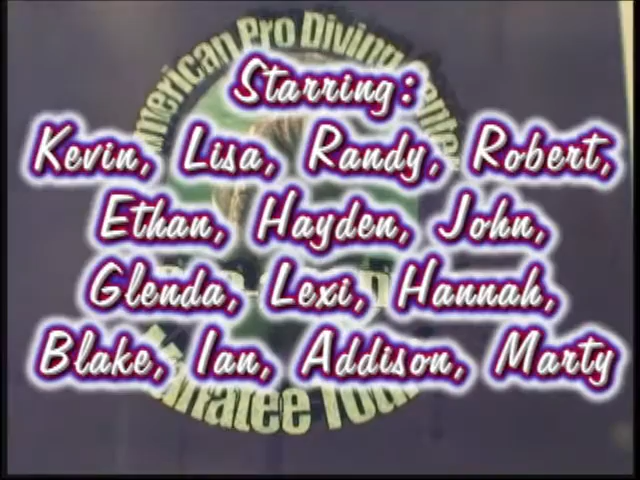 American Pro Diving Center
Starring:
Kevin, Lisa, Randy, Robert,
Ethan, Hayden, John,
Glenda, Lexi, Hannah,
Blake, Ian, Addison, Marty
Manatee Tour